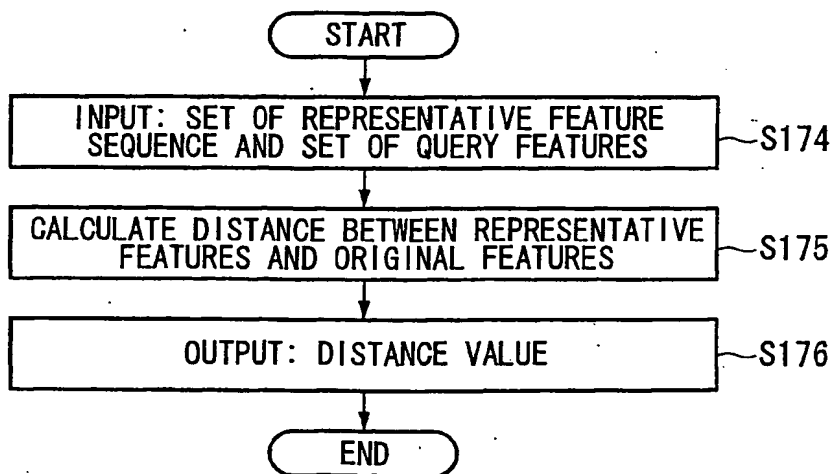 START
INPUT: SET OF REPRESENTATIVE FEATURE
SEQUENCE AND SET OF QUERY FEATURES
S174
CALCULATE DISTANCE BETWEEN REPRESENTATIVE
FEATURES AND ORIGINAL FEATURES
S175
OUTPUT: DISTANCE VALUE
S176
END